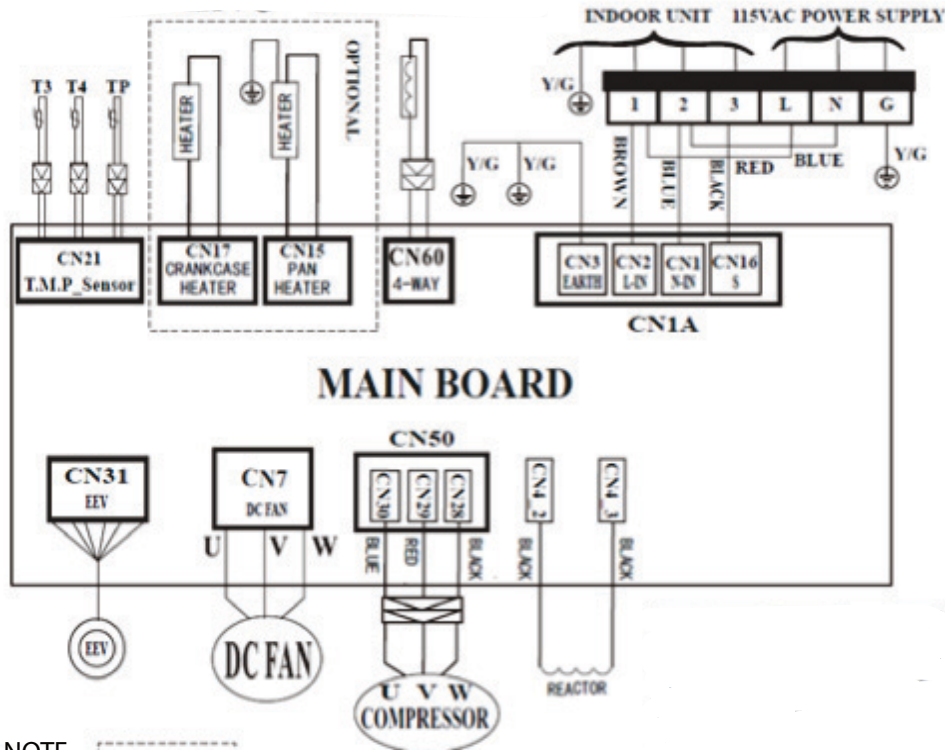 INDOOR UNIT 115VAC POWER SUPPLY
T3 T4 TP
HEATER
HEATER
OPTIONAL
Y/G
1 2 3 L N G
Y/G Y/G
BROWN
BLUE
BLACK
RED
BLUE
Y/G
CN21
T.M.P_Sensor
CN17
CRANKCASE
HEATER
CN15
PAN
HEATER
CN60
4-WAY
CN3
EARTH
CN2
L-IN
CN1
N-IN
CN16
S
CN1A
MAIN BOARD
CN31
EEV
CN7
DC FAN
U V W
CN50
CN30
CN29
CN28
BLUE
RED
BLACK
CN4_2
CN4_3
BLACK
BLACK
EEV
DC FAN
U V W
COMPRESSOR
REACTOR
NOTE